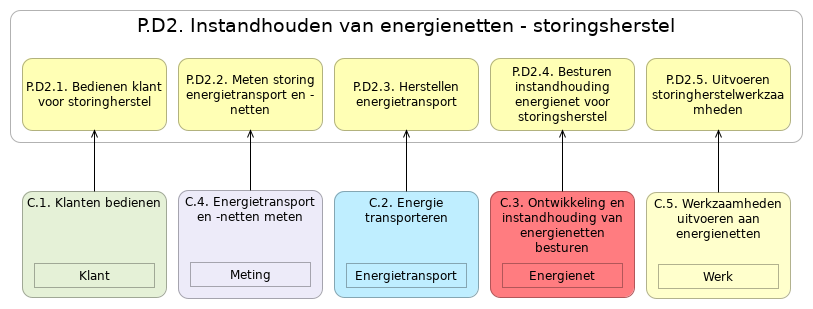 P.D2. Instandhouden van energienetten - storingsherstel
P.D2.1. Bedienen klant
voor storingherstel
P.D2.2. Meten storing
energietransport en -
netten
P.D2.3. Herstellen
energietransport
P.D2.4. Besturen
instandhouding
energienet voor
storingsherstel
P.D2.5. Uitvoeren
storingherstelwerkzaa
mheden
C.1. Klanten bedienen
Klant
C.4. Energietransport
en -netten meten
Meting
C.2. Energie
transporteren
Energietransport
C.3. Ontwikkeling en
instandhouding van
energienetten
besturen
Energienet
C.5. Werkzaamheden
uitvoeren aan
energienetten
Werk